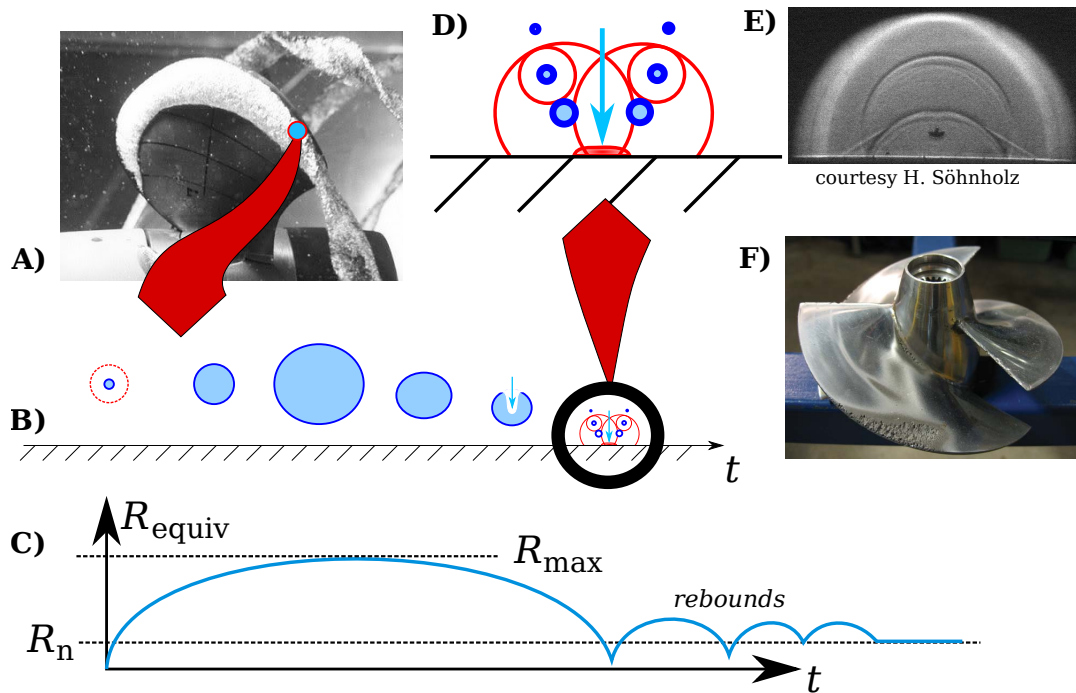 D)
E)
courtesy H. Söhnholz
A)
F)
B)
t
C)
R_equiv
R_max
rebounds
R_n
t